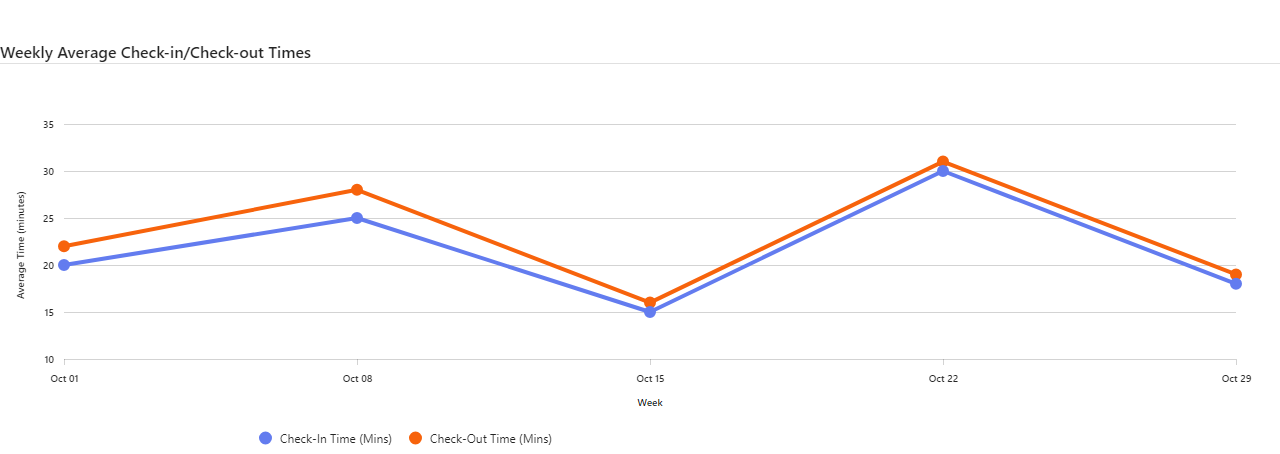 Weekly Average Check-in/Check-out Times
35
30
25
20
15
10
Average Time (minutes)
Oct 01 Oct 08 Oct 15 Oct 22 Oct 29
Week
Check-In Time (Mins) Check-Out Time (Mins)